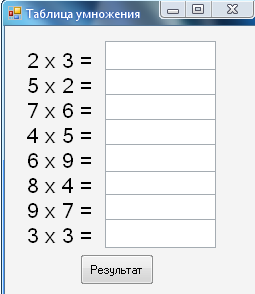 Таблица умножения
2 x 3 =
5 x 2 =
7 x 6 =
4 x 5 =
6 x 9 =
8 x 4 =
9 x 7 =
3 x 3 =
Результат